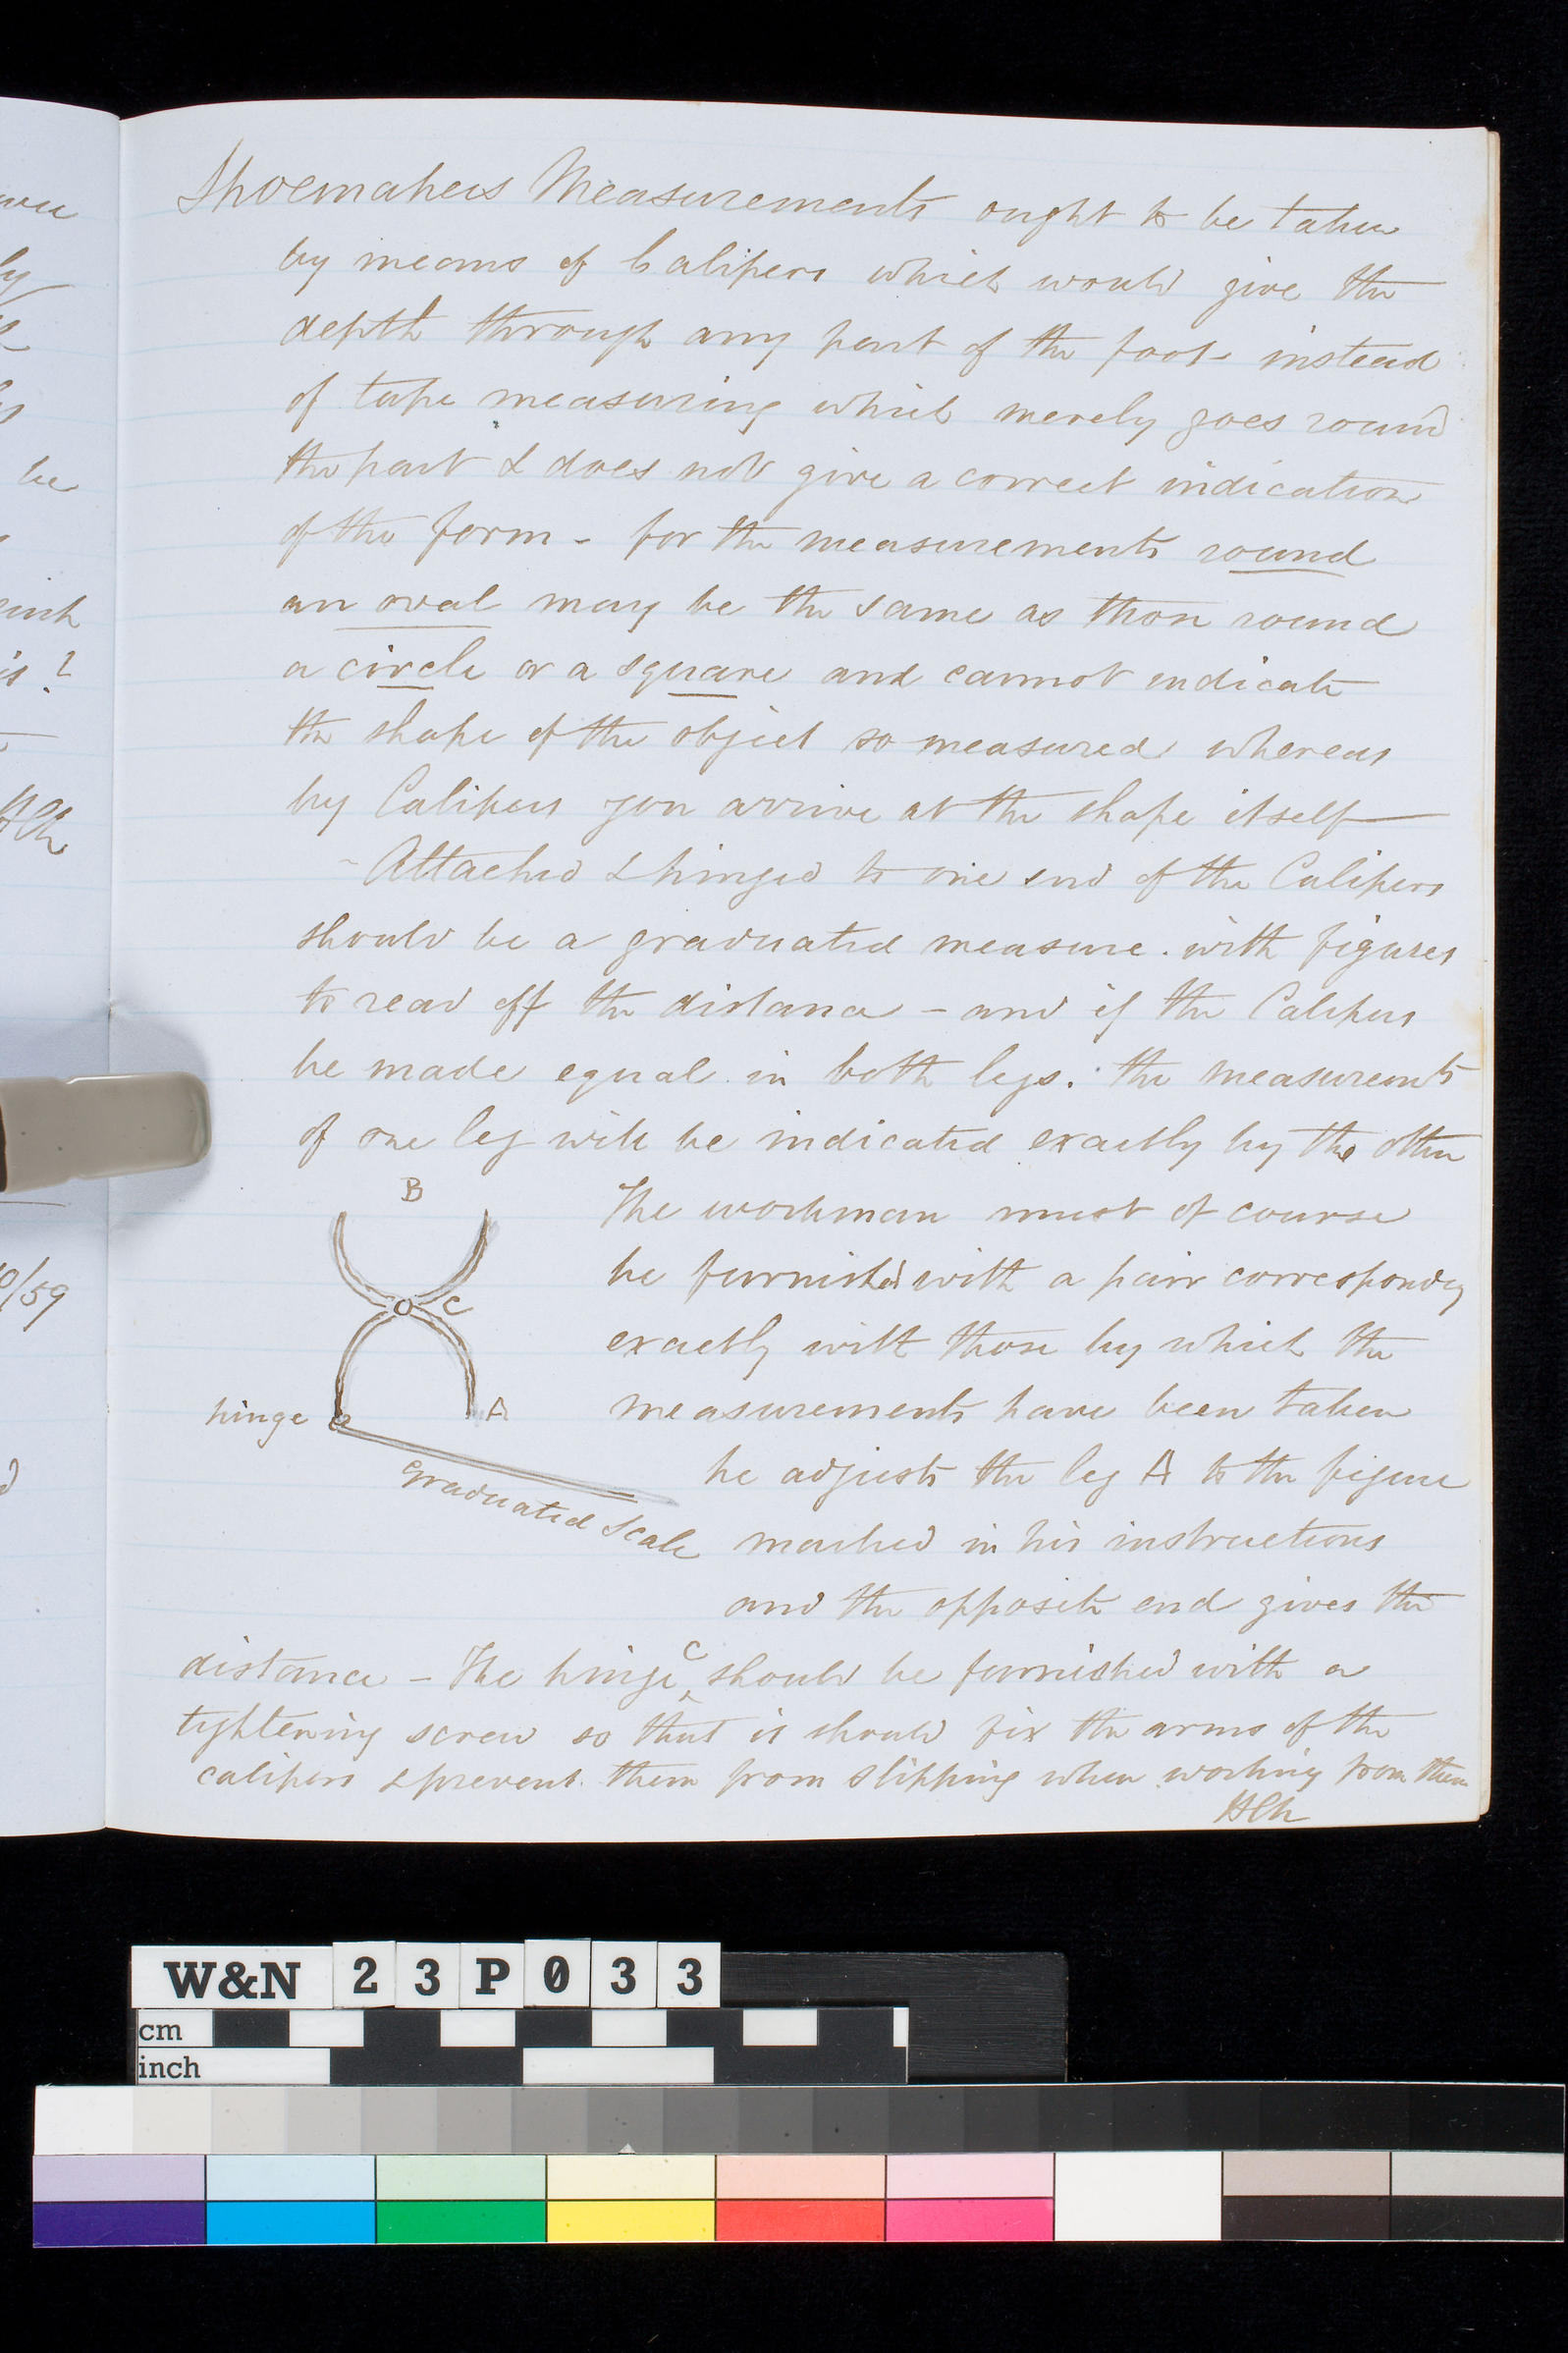 Shoemakers Measurements ought to be taken
by means of Calipers which would give the
depth through any part of the foot instead
of tape measuring which merely goes round
the part & does not give a correct indication
of the form - for the measurements round
an oval may be the same as those round
a circle or a square and cannot indicate
the shape of the object so measured whereas
by Calipers you arrive at the shape itself —
- Attached & hinged to one end of the Calipers
should be a graduated measure. with figures
to read off the distance - and if the Calipers
be made equal in both legs. the measurements
of one leg will be indicated exactly by the other
B
The workman must of course
be furnished with a pair corresponding
C
exactly with those by which the
measurements have been taken
hinge
A
he adjusts the leg A to the figure
graduated scale
marked in his instructions
and the opposite end gives the
distance - The hinge C should be furnished with a
tightening screw so that it should fix the arms of the
calipers & prevent them from slipping when working from them
HCN
be
is?
0/59
W&N 23P033
cm
inch